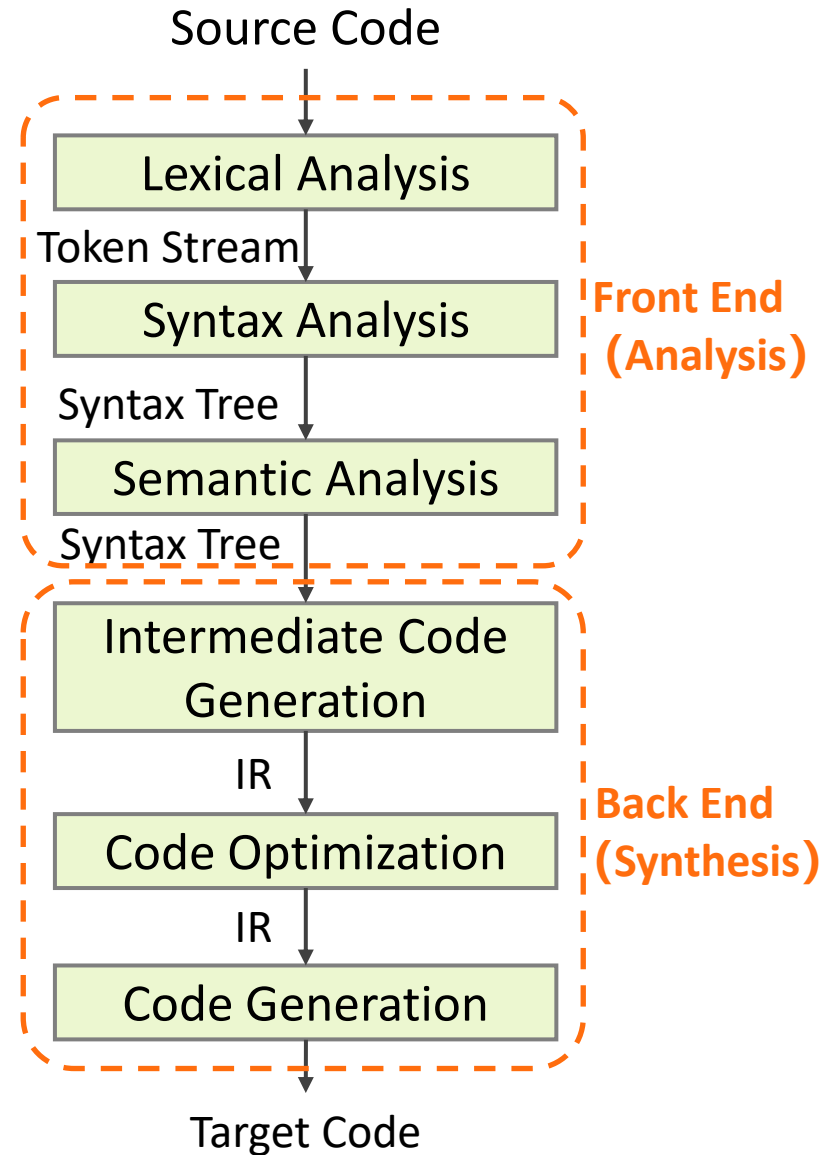 Source Code
Lexical Analysis
Token Stream
Syntax Analysis
Front End
(Analysis)
Syntax Tree
Semantic Analysis
Syntax Tree
Intermediate Code
Generation
IR
Back End
(Synthesis)
Code Optimization
IR
Code Generation
Target Code